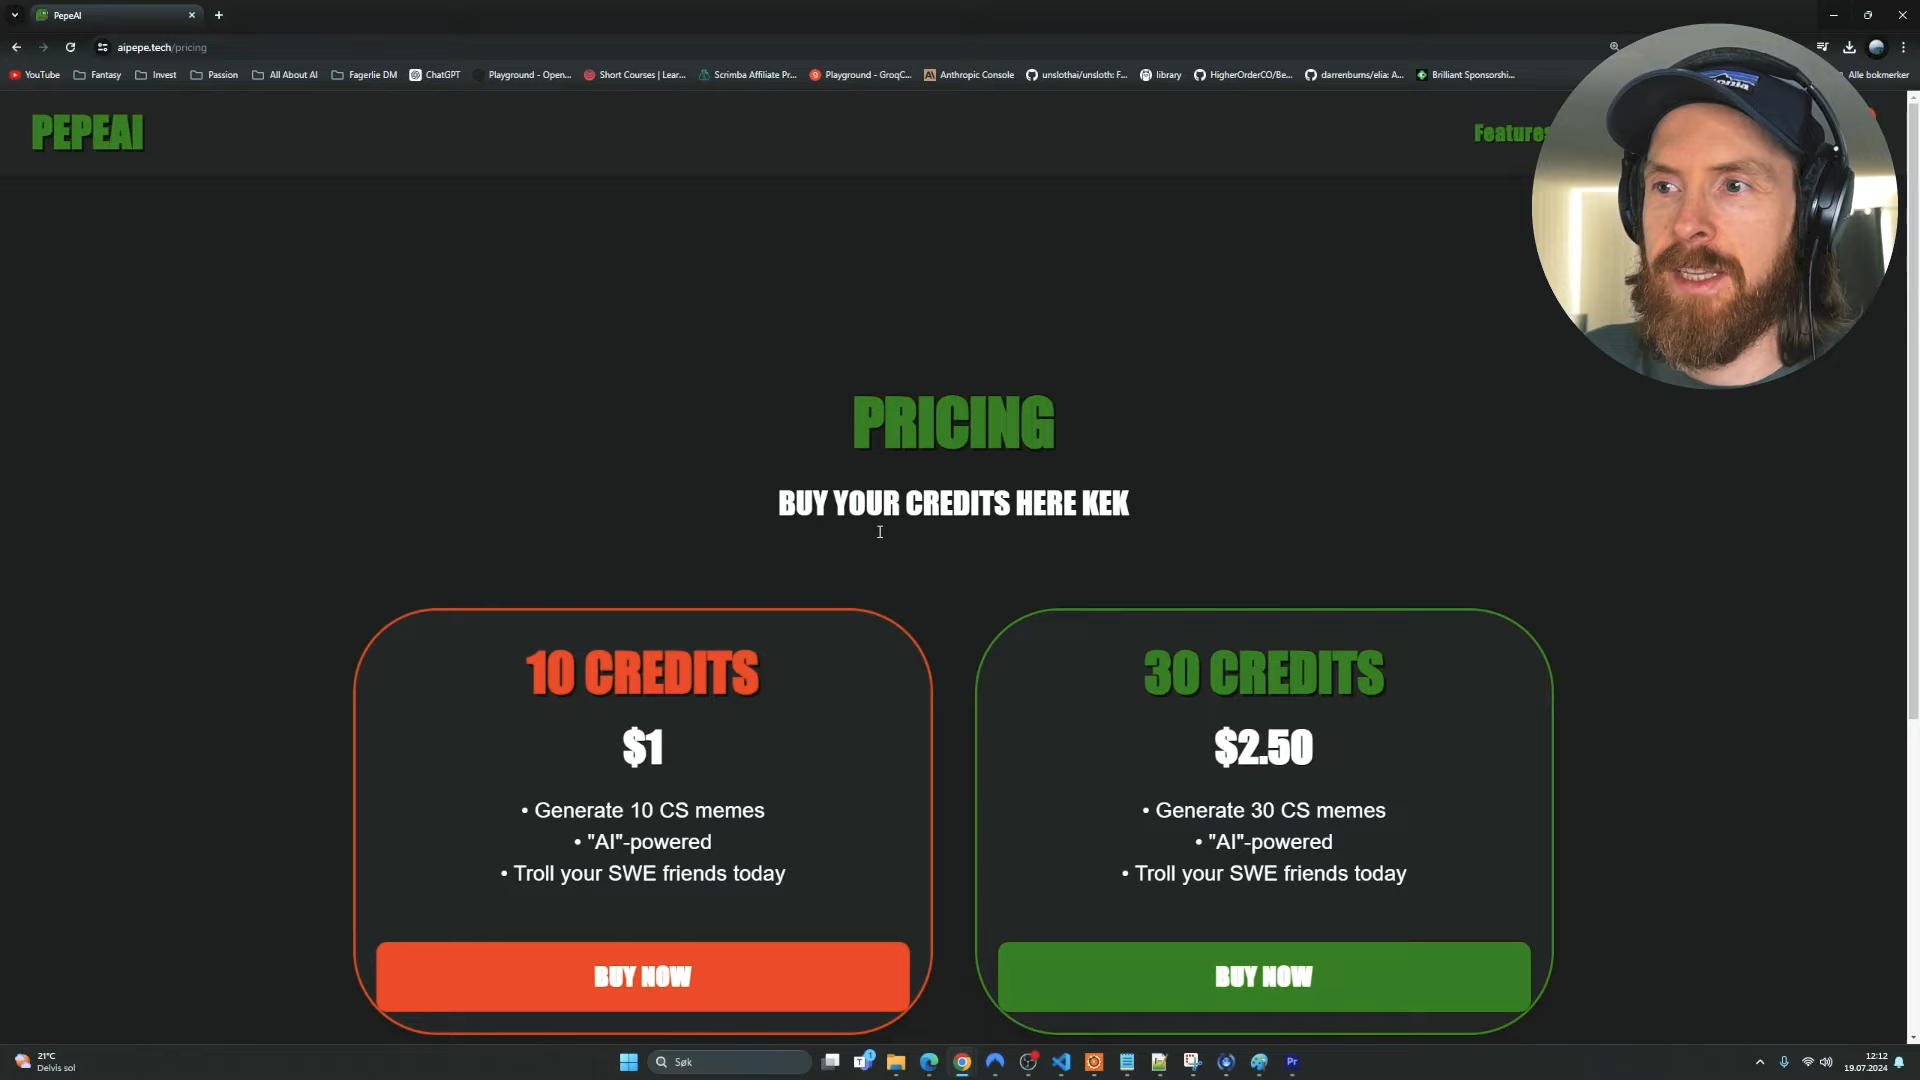 PepeAI
aipepe.tech/pricing
YouTube
Fantasy
Invest
Passion
All About AI
Fagerlie DM
ChatGPT
Playground - Open...
Short Courses | Lear...
Scrimba Affiliate Pr...
Playground - GroqC...
Anthropic Console
unslothai/unsloth: F...
library
HigherOrderCO/Be...
darrenburns/elia: A...
Brilliant Sponsorshi...
Alle bokmerker
PEPEAI
Features
PRICING
BUY YOUR CREDITS HERE KEK
10 CREDITS
$1
• Generate 10 CS memes
• "AI"-powered
• Troll your SWE friends today
BUY NOW
30 CREDITS
$2.50
• Generate 30 CS memes
• "AI"-powered
• Troll your SWE friends today
BUY NOW
21°C
Delvis sol
Søk
12:12
19.07.2024